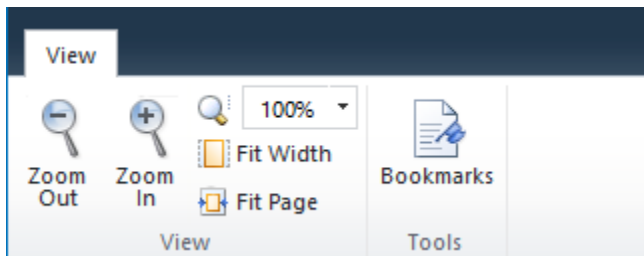 View
Zoom
Out
Zoom
In
100%
Fit Width
Fit Page
View
Bookmarks
Tools